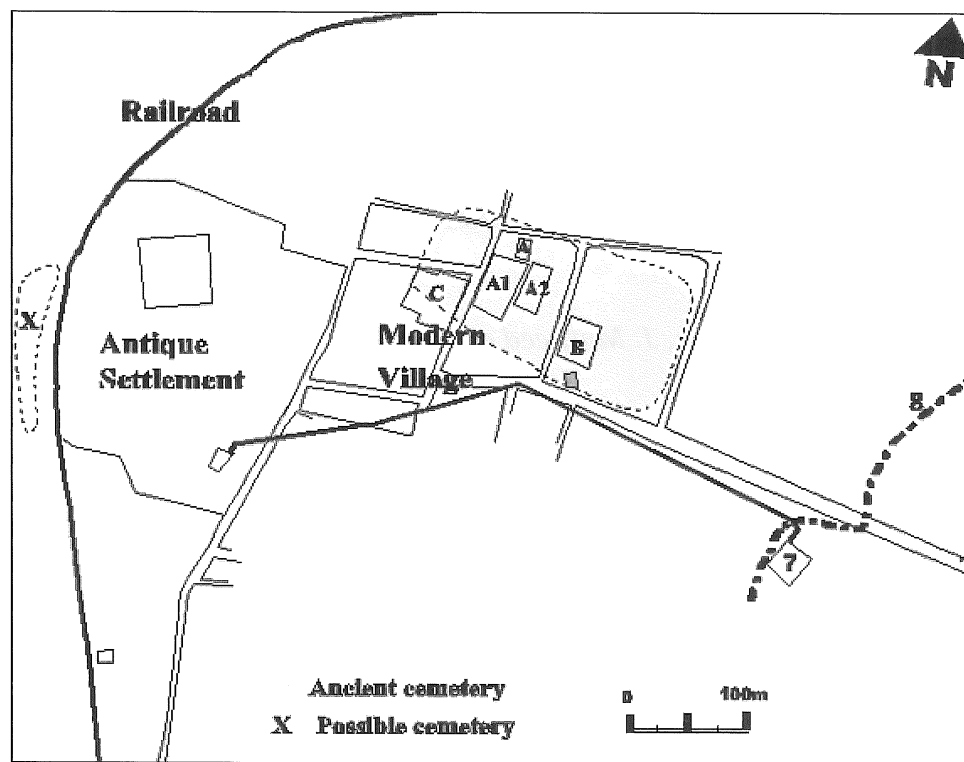 N
Railroad
A
A1
A2
C
X
B
Antique
Settlement
Modern
Village
8
7
Ancient cemetery
X Possible cemetery
0 100m